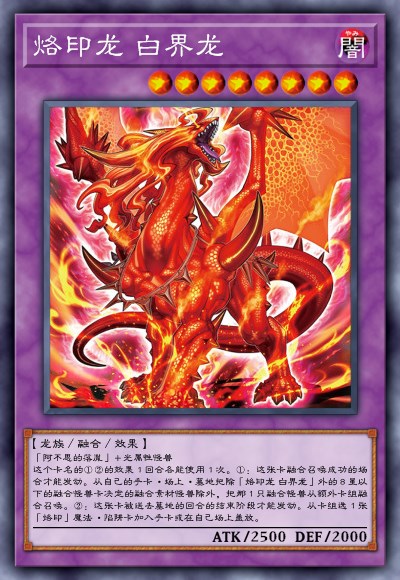 烙印龙 白界龙
闇
やみ
【龙族/融合/效果】
「阿不思的落胤」+光属性怪兽
这个卡名的①②的效果1回合各能使用1次。①:这张卡融合召唤成功的场
合才能发动。从自己的手卡·场上·墓地把除「烙印龙 白界龙」外的8星以
下的融合怪兽卡决定的融合素材怪兽除外,把那1只融合怪兽从额外卡组融
合召唤。②:这张卡被送去墓地的回合的结束阶段才能发动。从卡组选1张
「烙印」魔法·陷阱卡加入手卡或在自己场上盖放。
ATK/2500 DEF/2000